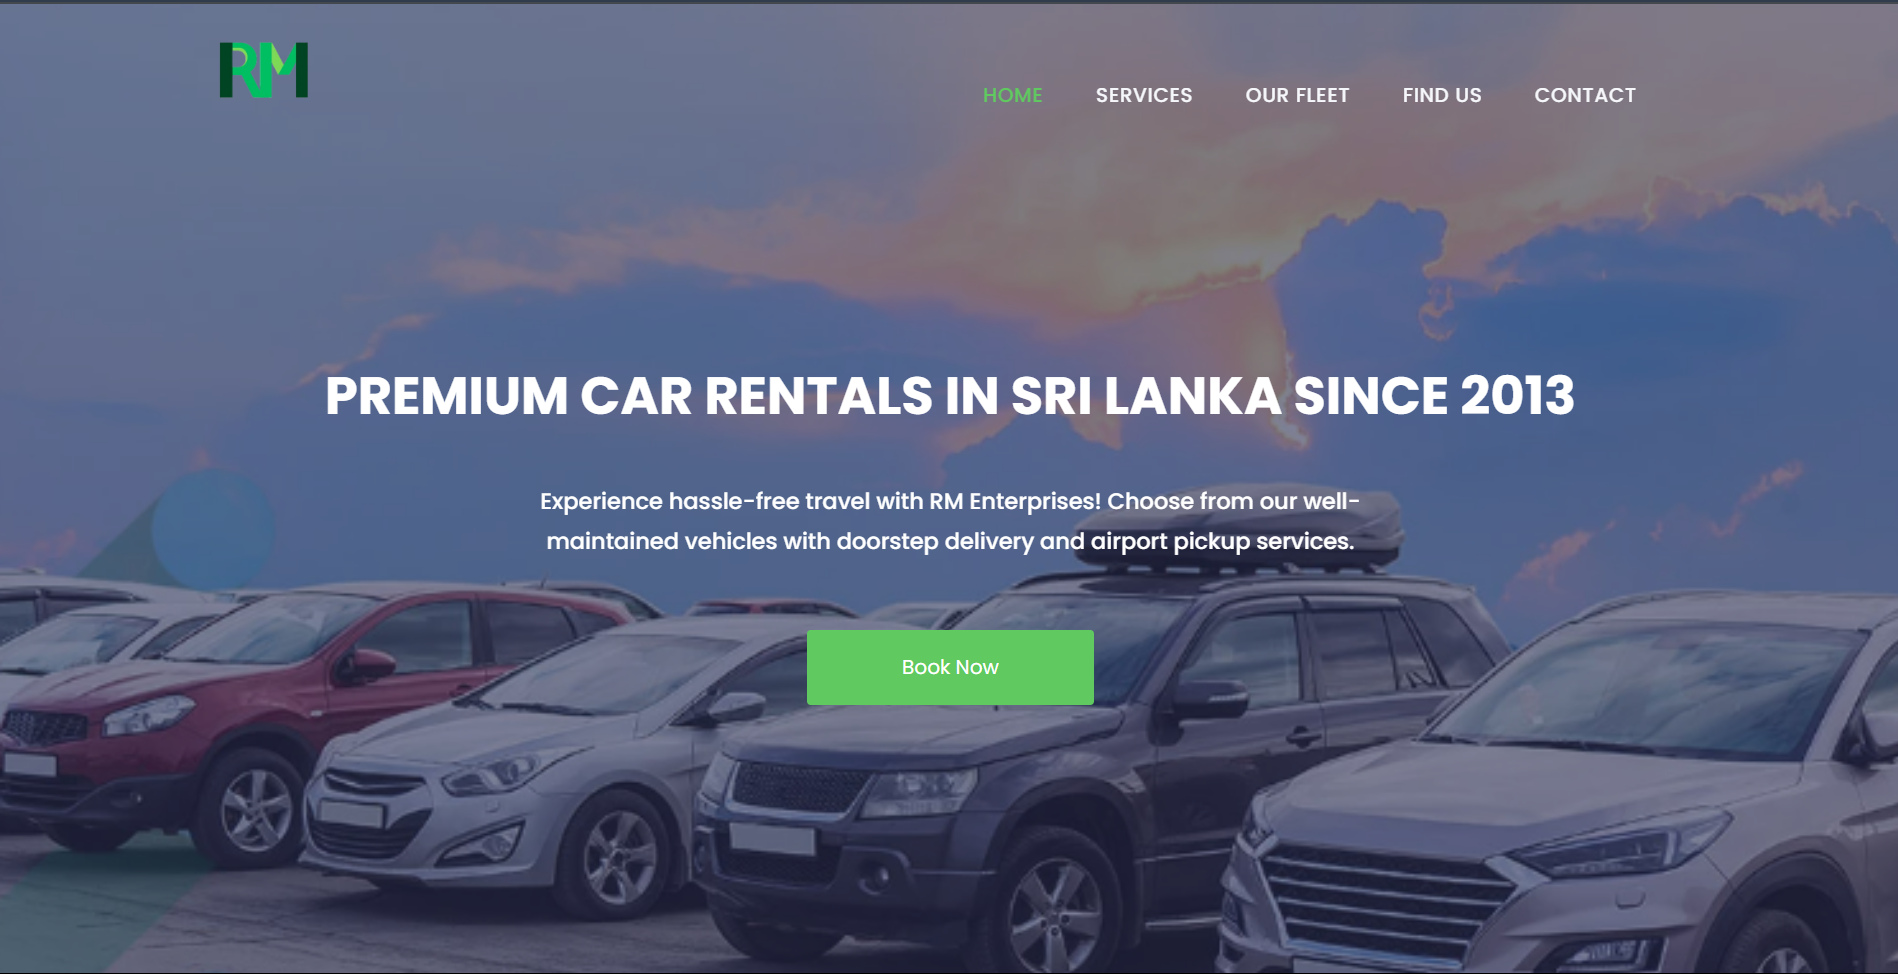 RM
HOME SERVICES OUR FLEET FIND US CONTACT
PREMIUM CAR RENTALS IN SRI LANKA SINCE 2013
Experience hassle-free travel with RM Enterprises! Choose from our well-
maintained vehicles with doorstep delivery and airport pickup services.
Book Now